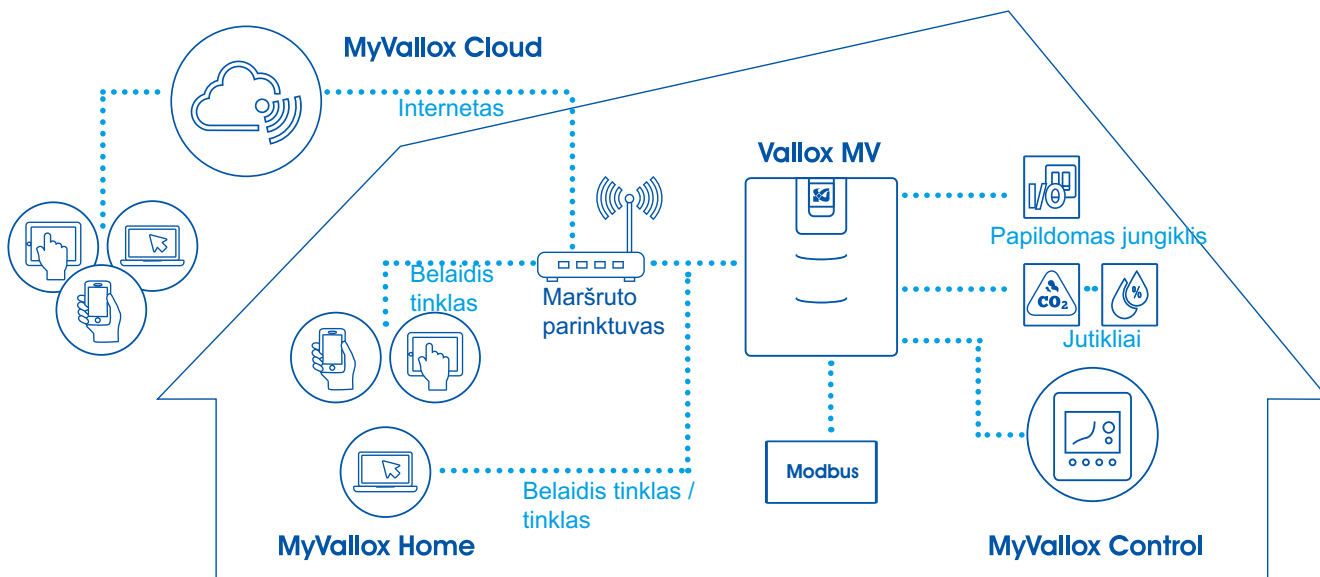 MyVallox Cloud
Internetas
Vallox MV
I/O
Papildomas jungiklis
Belaidis
tinklas
Maršruto
parinktuvas
CO₂
%
Jutikliai
Modbus
Belaidis tinklas /
tinklas
MyVallox Home
MyVallox Control